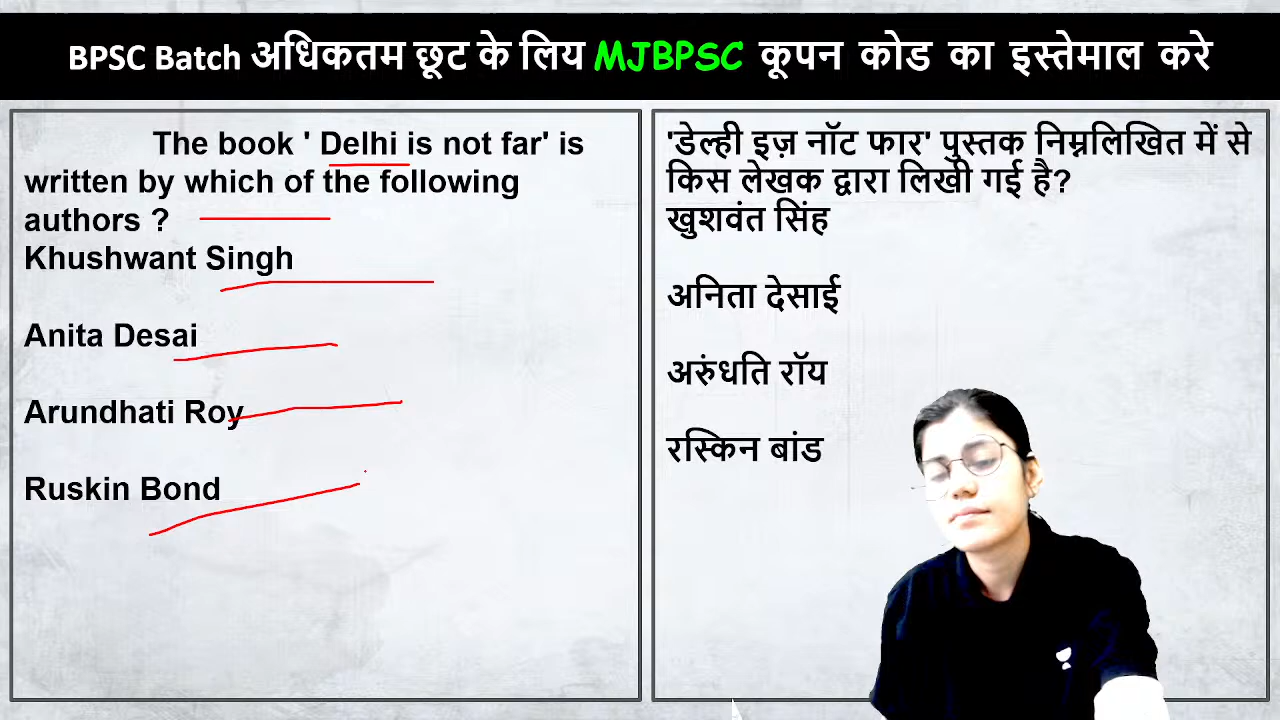 BPSC Batch अधिकतम छूट के लिय MJBPSC कूपन कोड का इस्तेमाल करे
The book ' Delhi is not far' is
written by which of the following
authors ?
Khushwant Singh
Anita Desai
Arundhati Roy
Ruskin Bond
'डेल्ही इज़ नॉट फार' पुस्तक निम्नलिखित में से
किस लेखक द्वारा लिखी गई है?
खुशवंत सिंह
अनिता देसाई
अरुंधति रॉय
रस्किन बांड